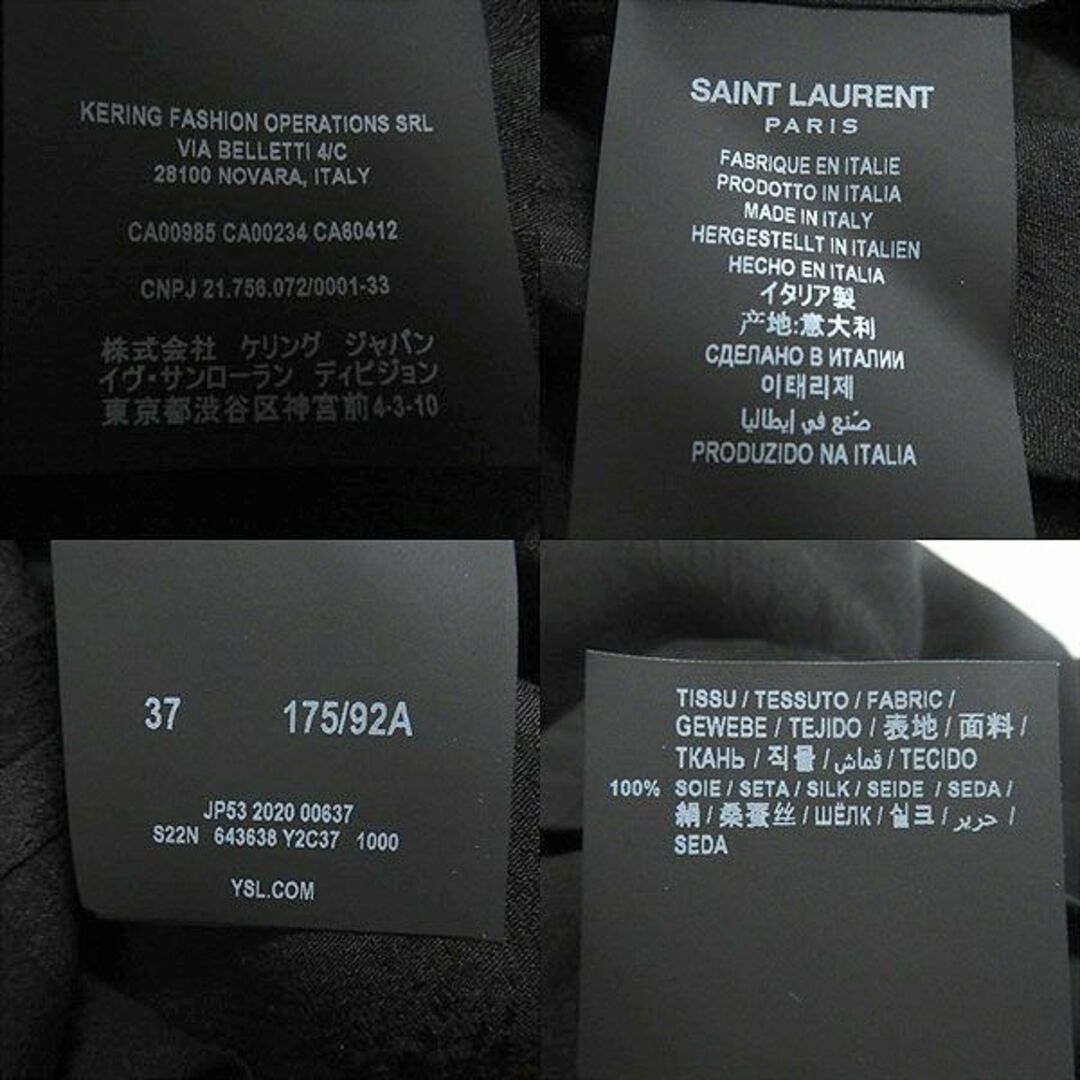 KERING FASHION OPERATIONS SRL
VIA BELLETTI 4/C
28100 NOVARA, ITALY
CA00985 CA00234 CA60412
CNPJ 21.756.072/0001-33
株式会社 ケリング ジャパン
イヴ・サンローラン ディビジョン
東京都渋谷区神宮前4-3-10
SAINT LAURENT
PARIS
FABRIQUE EN ITALIE
PRODOTTO IN ITALIA
MADE IN ITALY
HERGESTELLT IN ITALIEN
HECHO EN ITALIA
イタリア製
产地:意大利
СДЕЛАНО В ИТАЛИИ
이태리제
صُنع في إيطاليا
PRODUZIDO NA ITALIA
37 175/92A
JP53 2020 00637
S22N 643638 Y2C37 1000
YSL.COM
TISSU / TESSUTO / FABRIC /
GEWEBE / TEJIDO / 表地 / 面料 /
ТКАНЬ / 직물 / قماش / TECIDO
100% SOIE / SETA / SILK / SEIDE / SEDA /
絹 / 桑蚕丝 / ШЁЛК / 실크 / حرير /
SEDA